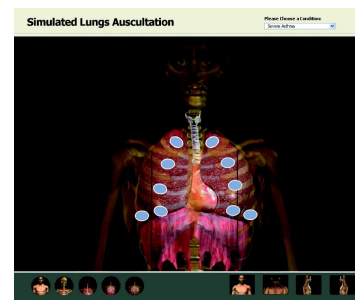 Simulated Lungs Auscultation
Please Choose a Condition:
Severe Asthma